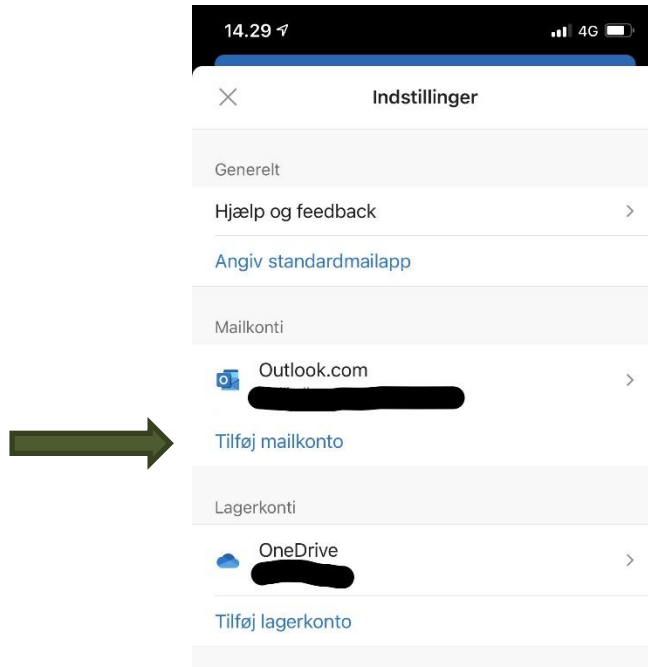 14.29
4G
Indstillinger
Generelt
Hjælp og feedback
Angiv standardmailapp
Mailkonti
Outlook.com
Tilføj mailkonto
Lagerkonti
OneDrive
Tilføj lagerkonto